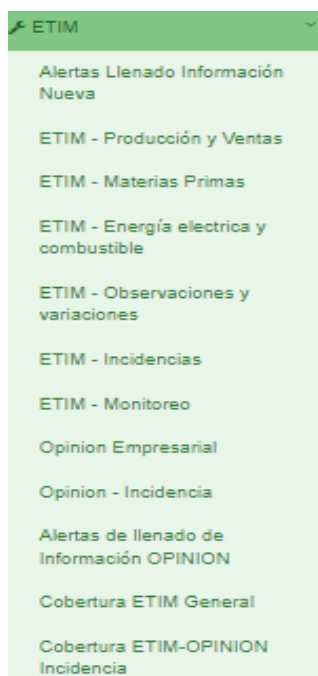 ETIM
Alertas Llenado Información
Nueva
ETIM - Producción y Ventas
ETIM - Materias Primas
ETIM - Energía electrica y
combustible
ETIM - Observaciones y
variaciones
ETIM - Incidencias
ETIM - Monitoreo
Opinion Empresarial
Opinion - Incidencia
Alertas de llenado de
Información OPINION
Cobertura ETIM General
Cobertura ETIM-OPINION
Incidencia